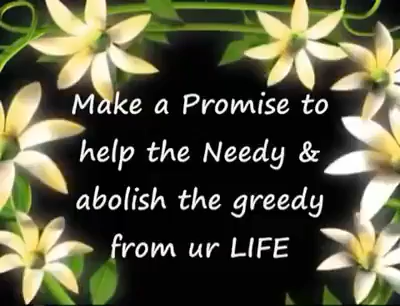 Make a Promise to
help the Needy &
abolish the greedy
from ur LIFE